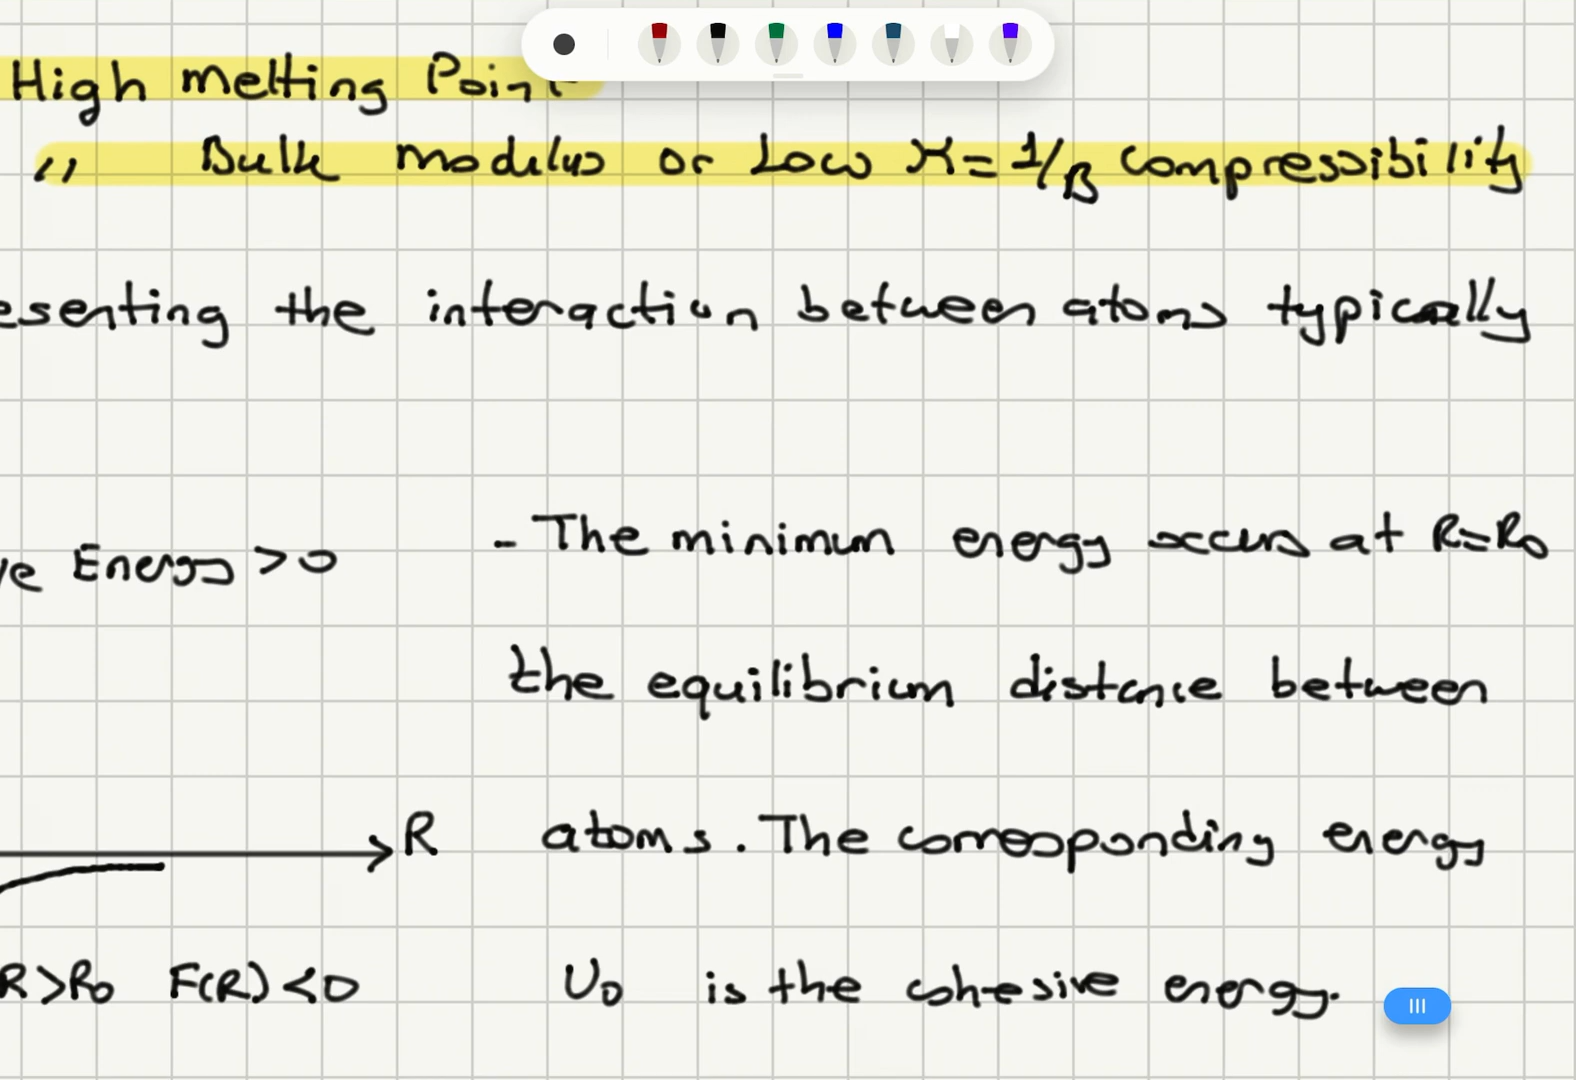 High melting Point
,, Bulk modulus or Low ϰ=1/B compressibility
esenting the interaction between atoms typically
ve Energy >0
- The minimum energy occurs at R=R₀
the equilibrium distance between
R
atoms. The corresponding energy
R>R₀ F(R)<0
U₀ is the cohesive energy.